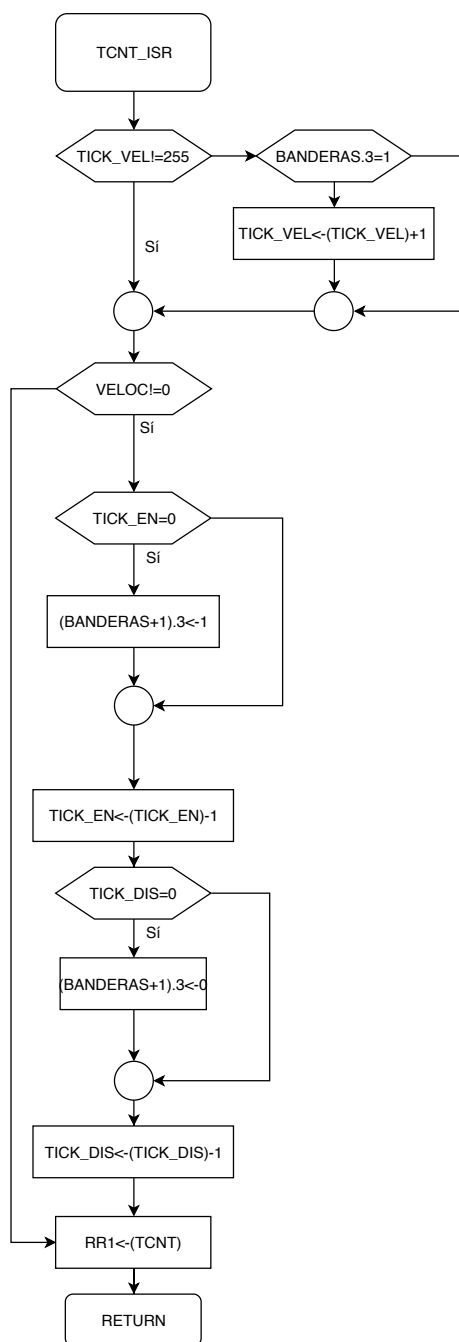 TCNT_ISR
TICK_VEL!=255
BANDERAS.3=1
TICK_VEL<-(TICK_VEL)+1
Sí
VELOC!=0
Sí
TICK_EN=0
Sí
(BANDERAS+1).3<-1
TICK_EN<-(TICK_EN)-1
TICK_DIS=0
Sí
(BANDERAS+1).3<-0
TICK_DIS<-(TICK_DIS)-1
RR1<-(TCNT)
RETURN